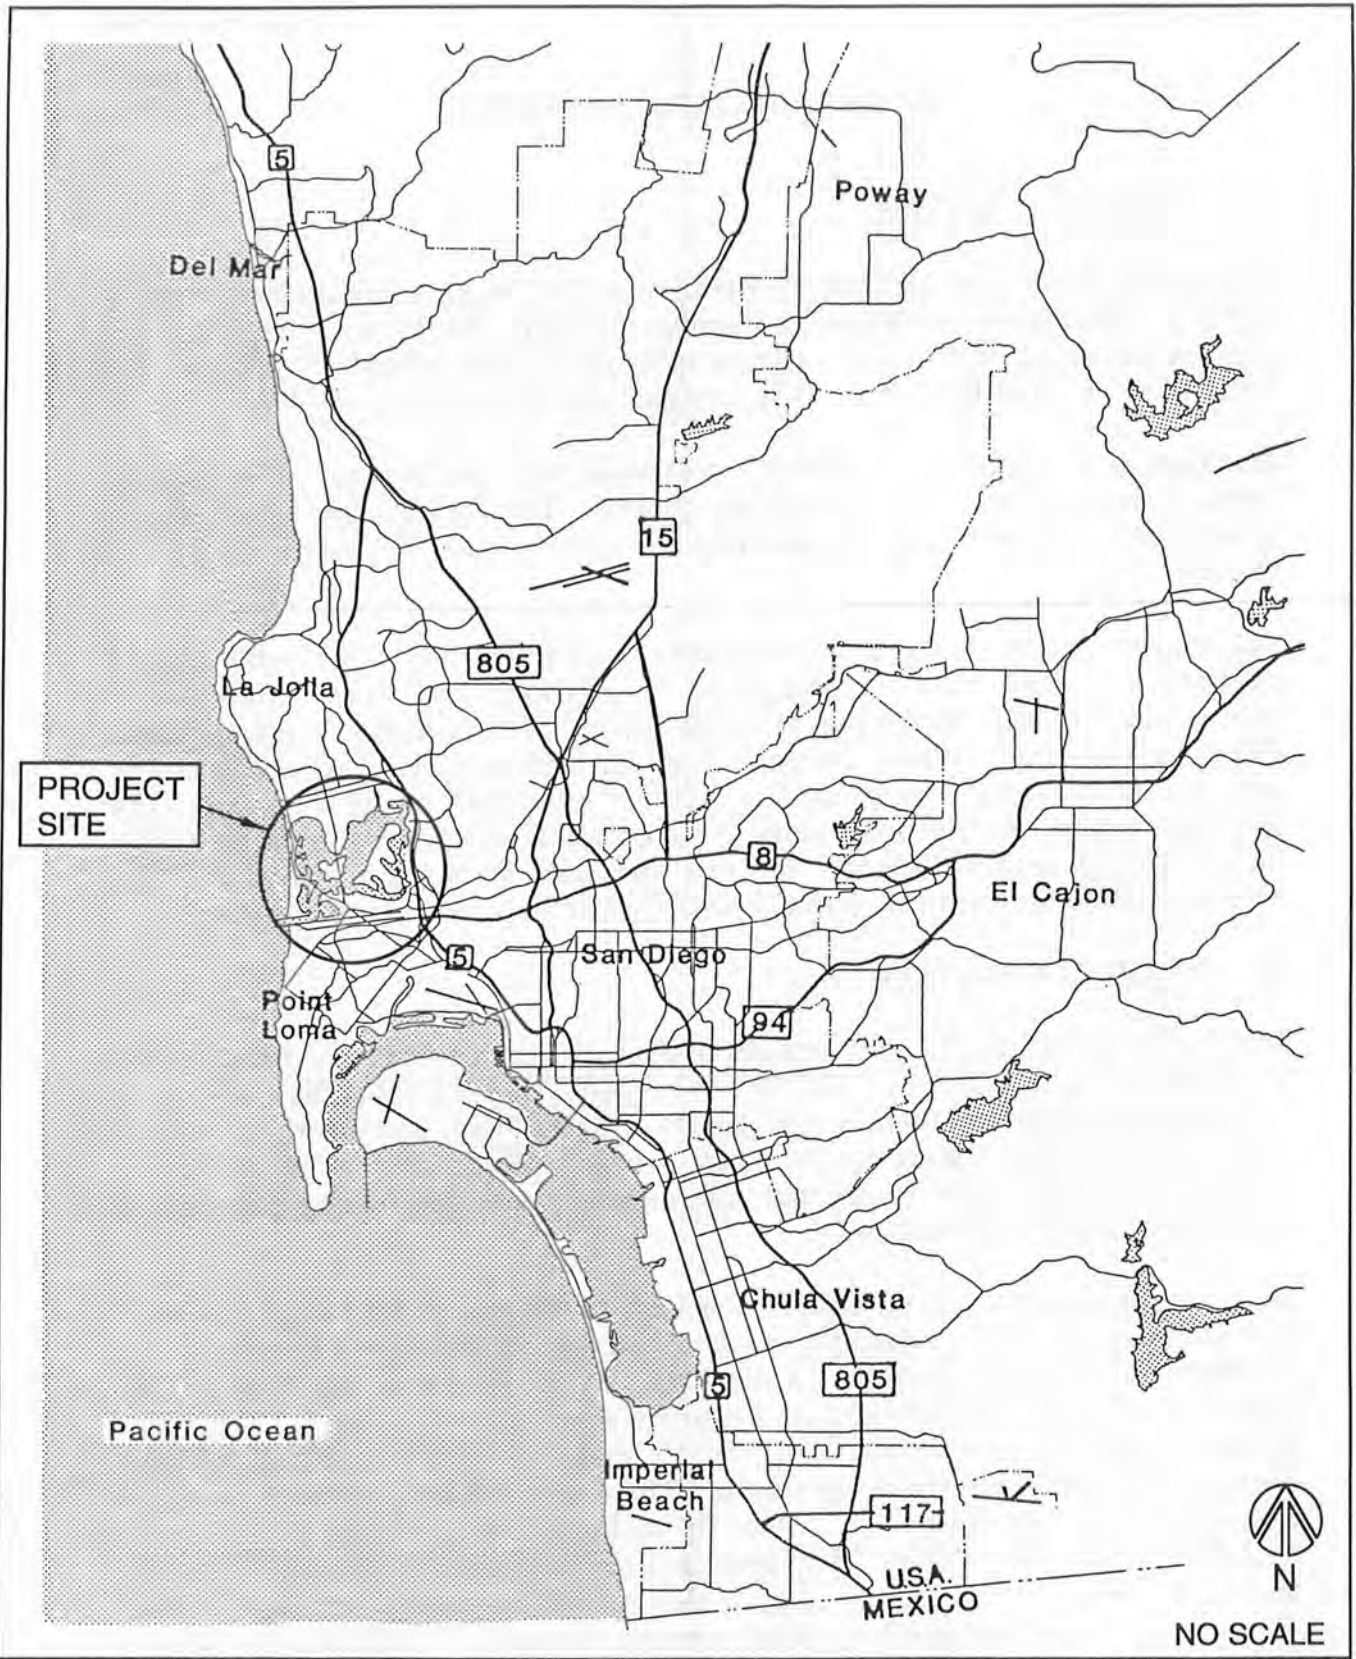 5
Poway
Del Mar
15
805
La Jolla
PROJECT
SITE
8
El Cajon
5
San Diego
Point
Loma
94
Chula Vista
5
805
Pacific Ocean
Imperial
Beach
117
U.S.A.
MEXICO
N
NO SCALE